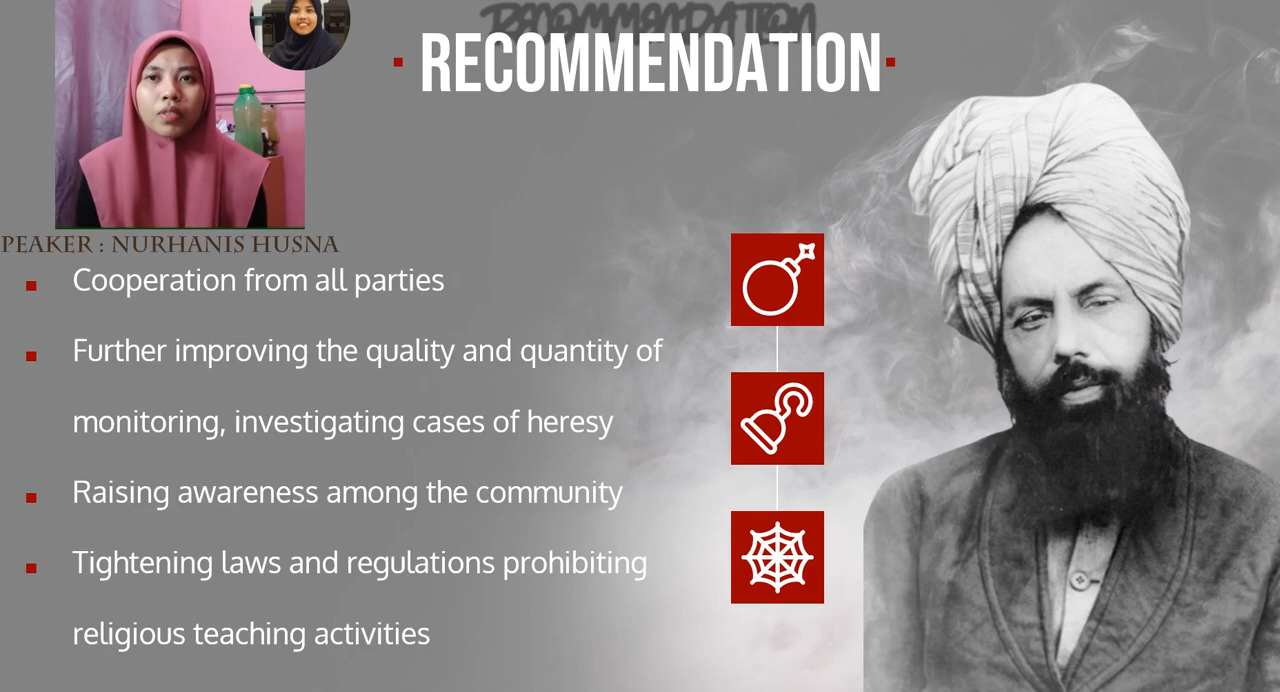 RECOMMENDATION
RECOMMENDATION
PEAKER : NURHANIS HUSNA
Cooperation from all parties
Further improving the quality and quantity of
monitoring, investigating cases of heresy
Raising awareness among the community
Tightening laws and regulations prohibiting
religious teaching activities